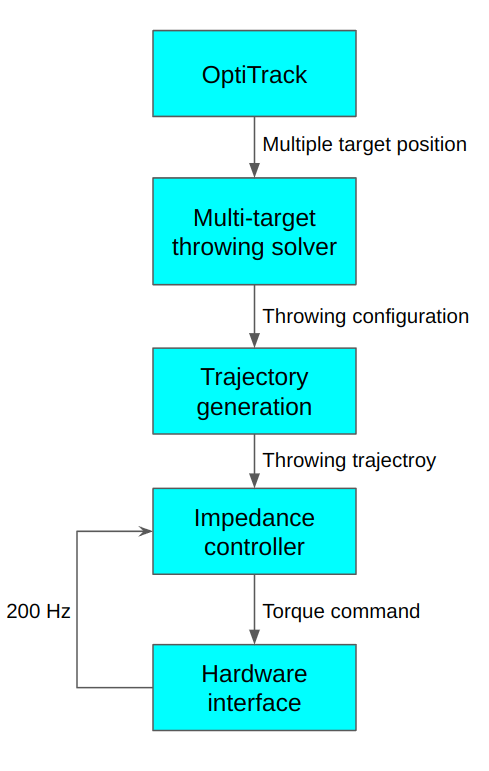 OptiTrack
Multiple target position
Multi-target
throwing solver
Throwing configuration
Trajectory
generation
Throwing trajectroy
Impedance
controller
200 Hz
Torque command
Hardware
interface